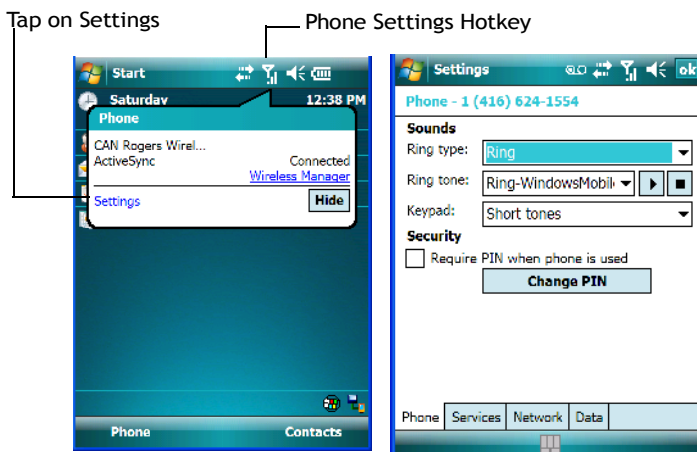 Tap on Settings
Phone Settings Hotkey
Start
Saturday
12:38 PM
Phone
CAN Rogers Wirel...
ActiveSync
Connected
Wireless Manager
Settings
Hide
Phone
Contacts
Settings
ok
Phone - 1 (416) 624-1554
Sounds
Ring type:
Ring
Ring tone:
Ring-WindowsMobil
Keypad:
Short tones
Security
Require PIN when phone is used
Change PIN
Phone
Services
Network
Data